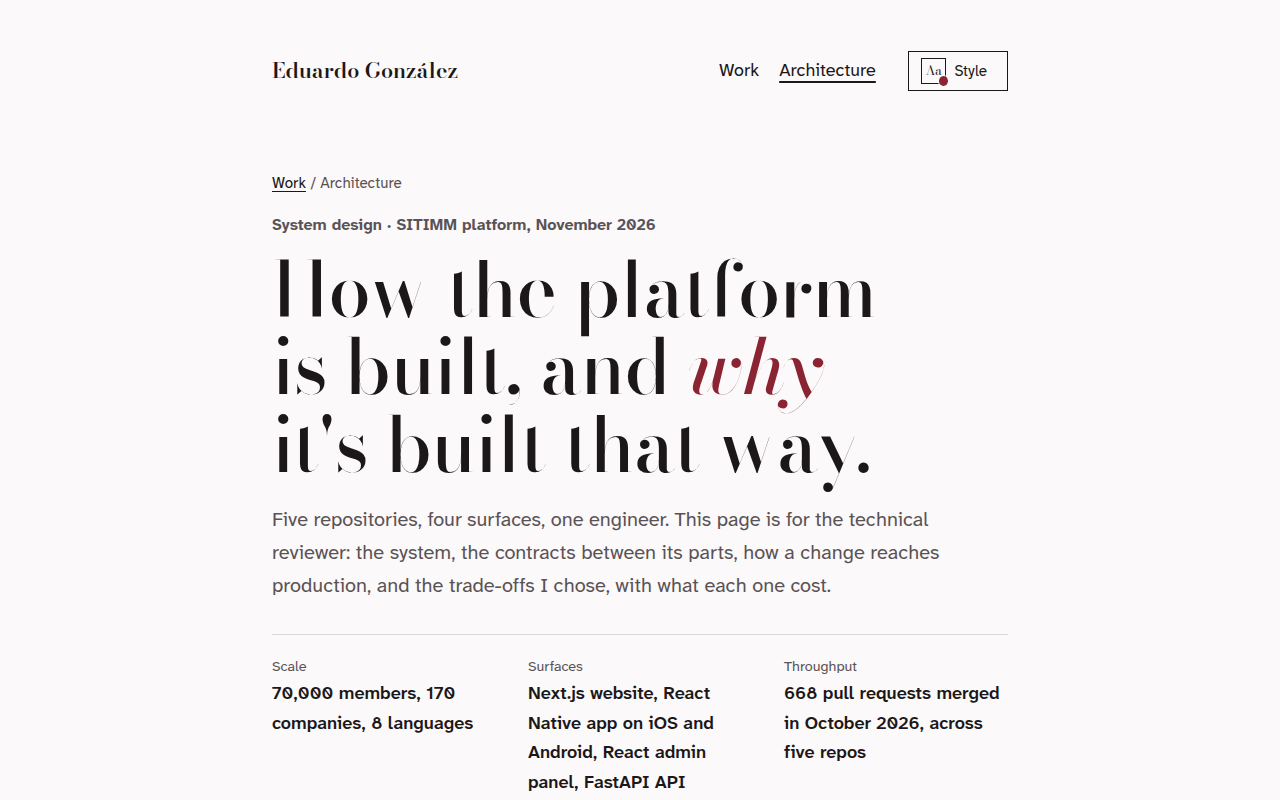 Eduardo González
Work Architecture Aa Style
Work / Architecture
System design · SITIMM platform, November 2026
How the platform
is built, and why
it's built that way.
Five repositories, four surfaces, one engineer. This page is for the technical
reviewer: the system, the contracts between its parts, how a change reaches
production, and the trade-offs I chose, with what each one cost.
Scale
70,000 members, 170
companies, 8 languages
Surfaces
Next.js website, React
Native app on iOS and
Android, React admin
panel, FastAPI API
Throughput
668 pull requests merged
in October 2026, across
five repos